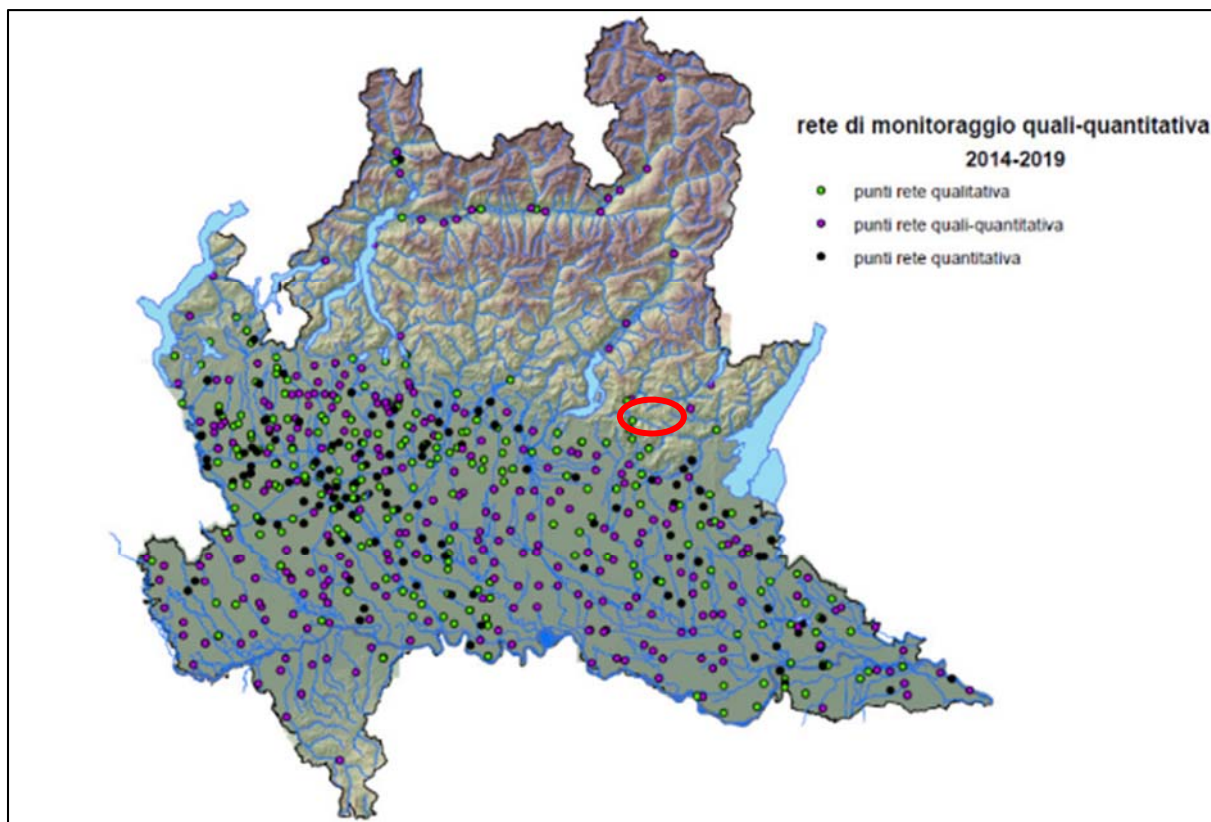 rete di monitoraggio quali-quantitativa
2014-2019
punti rete qualitativa
punti rete quali-quantitativa
punti rete quantitativa